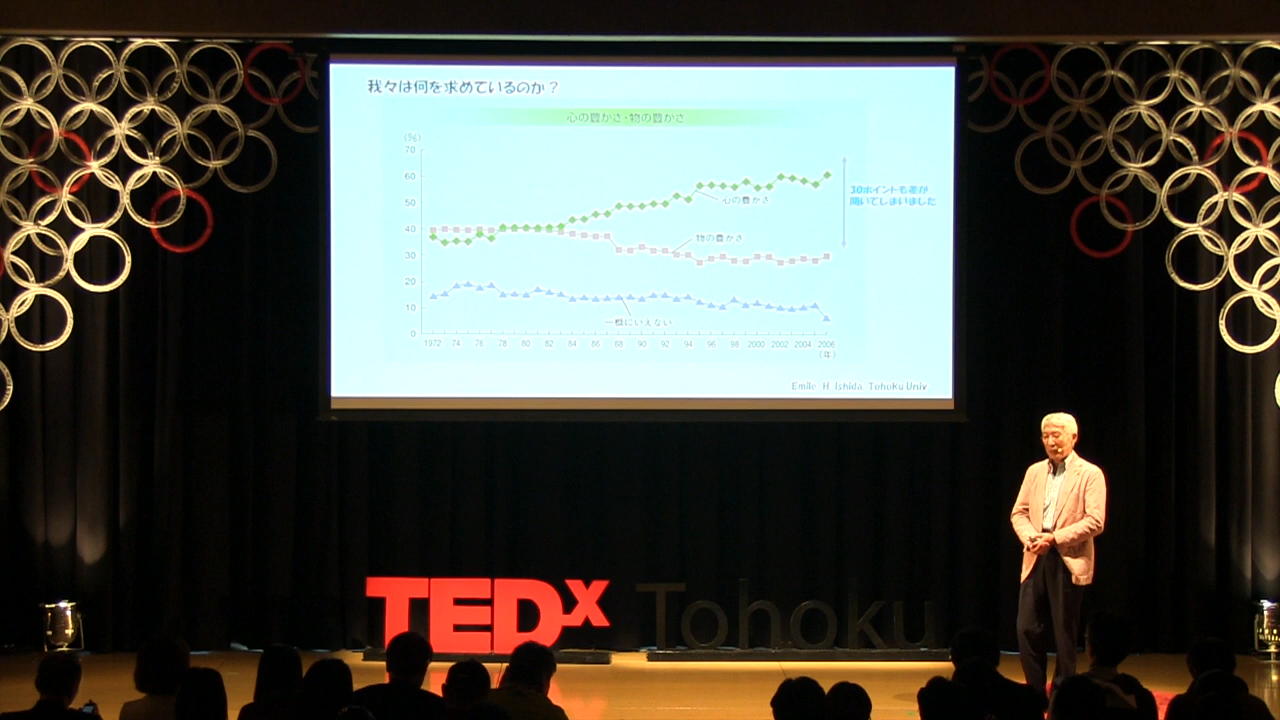 我々は何を求めているのか？
心の豊かさ・物の豊かさ
(%)
70
60
50
40
30
20
10
0
心の豊かさ
物の豊かさ
一概にいえない
30ポイントも差が
開いてしまいました
1972 74 75 76 78 80 82 84 86 88 90 92 94 96 98 2000 2002 2004 2006
(年)
Emile H. Ishida Tohoku Univ.
TEDx Tohoku